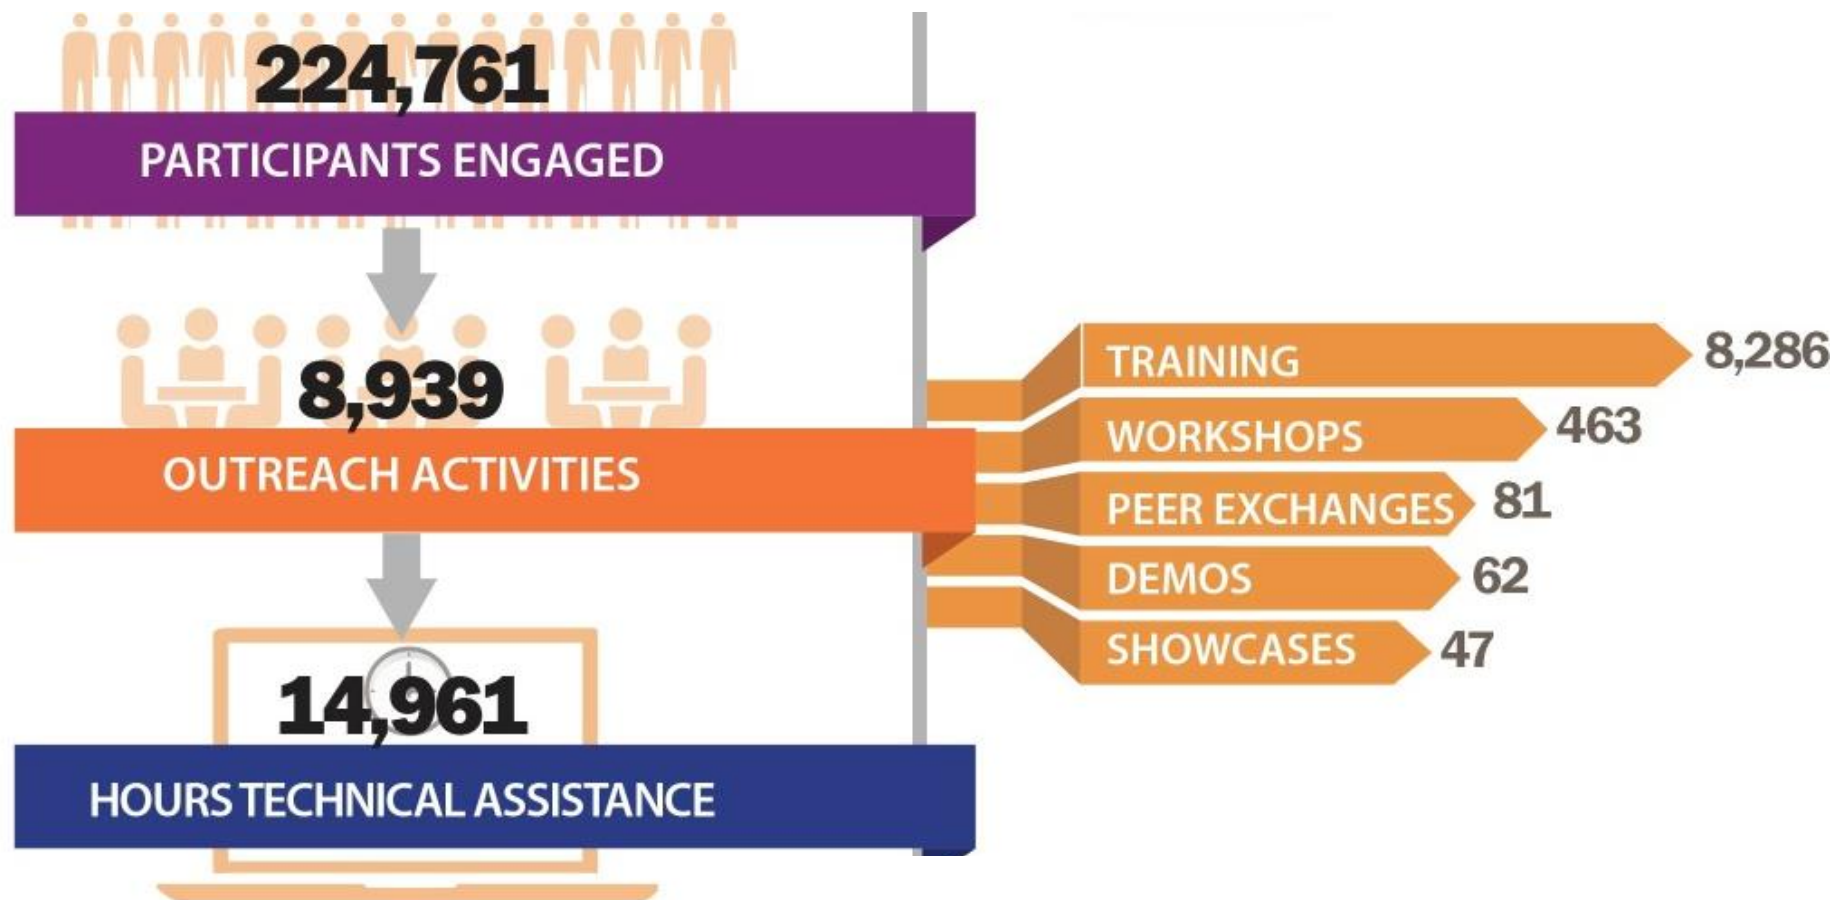 224,761
PARTICIPANTS ENGAGED
8,939
OUTREACH ACTIVITIES
14,961
HOURS TECHNICAL ASSISTANCE
TRAINING 8,286
WORKSHOPS 463
PEER EXCHANGES 81
DEMOS 62
SHOWCASES 47